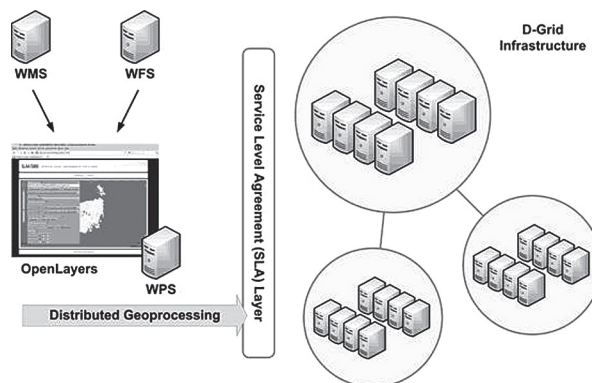 D-Grid
Infrastructure
WMS
WFS
Service Level Agreement (SLA) Layer
OpenLayers
WPS
Distributed Geoprocessing